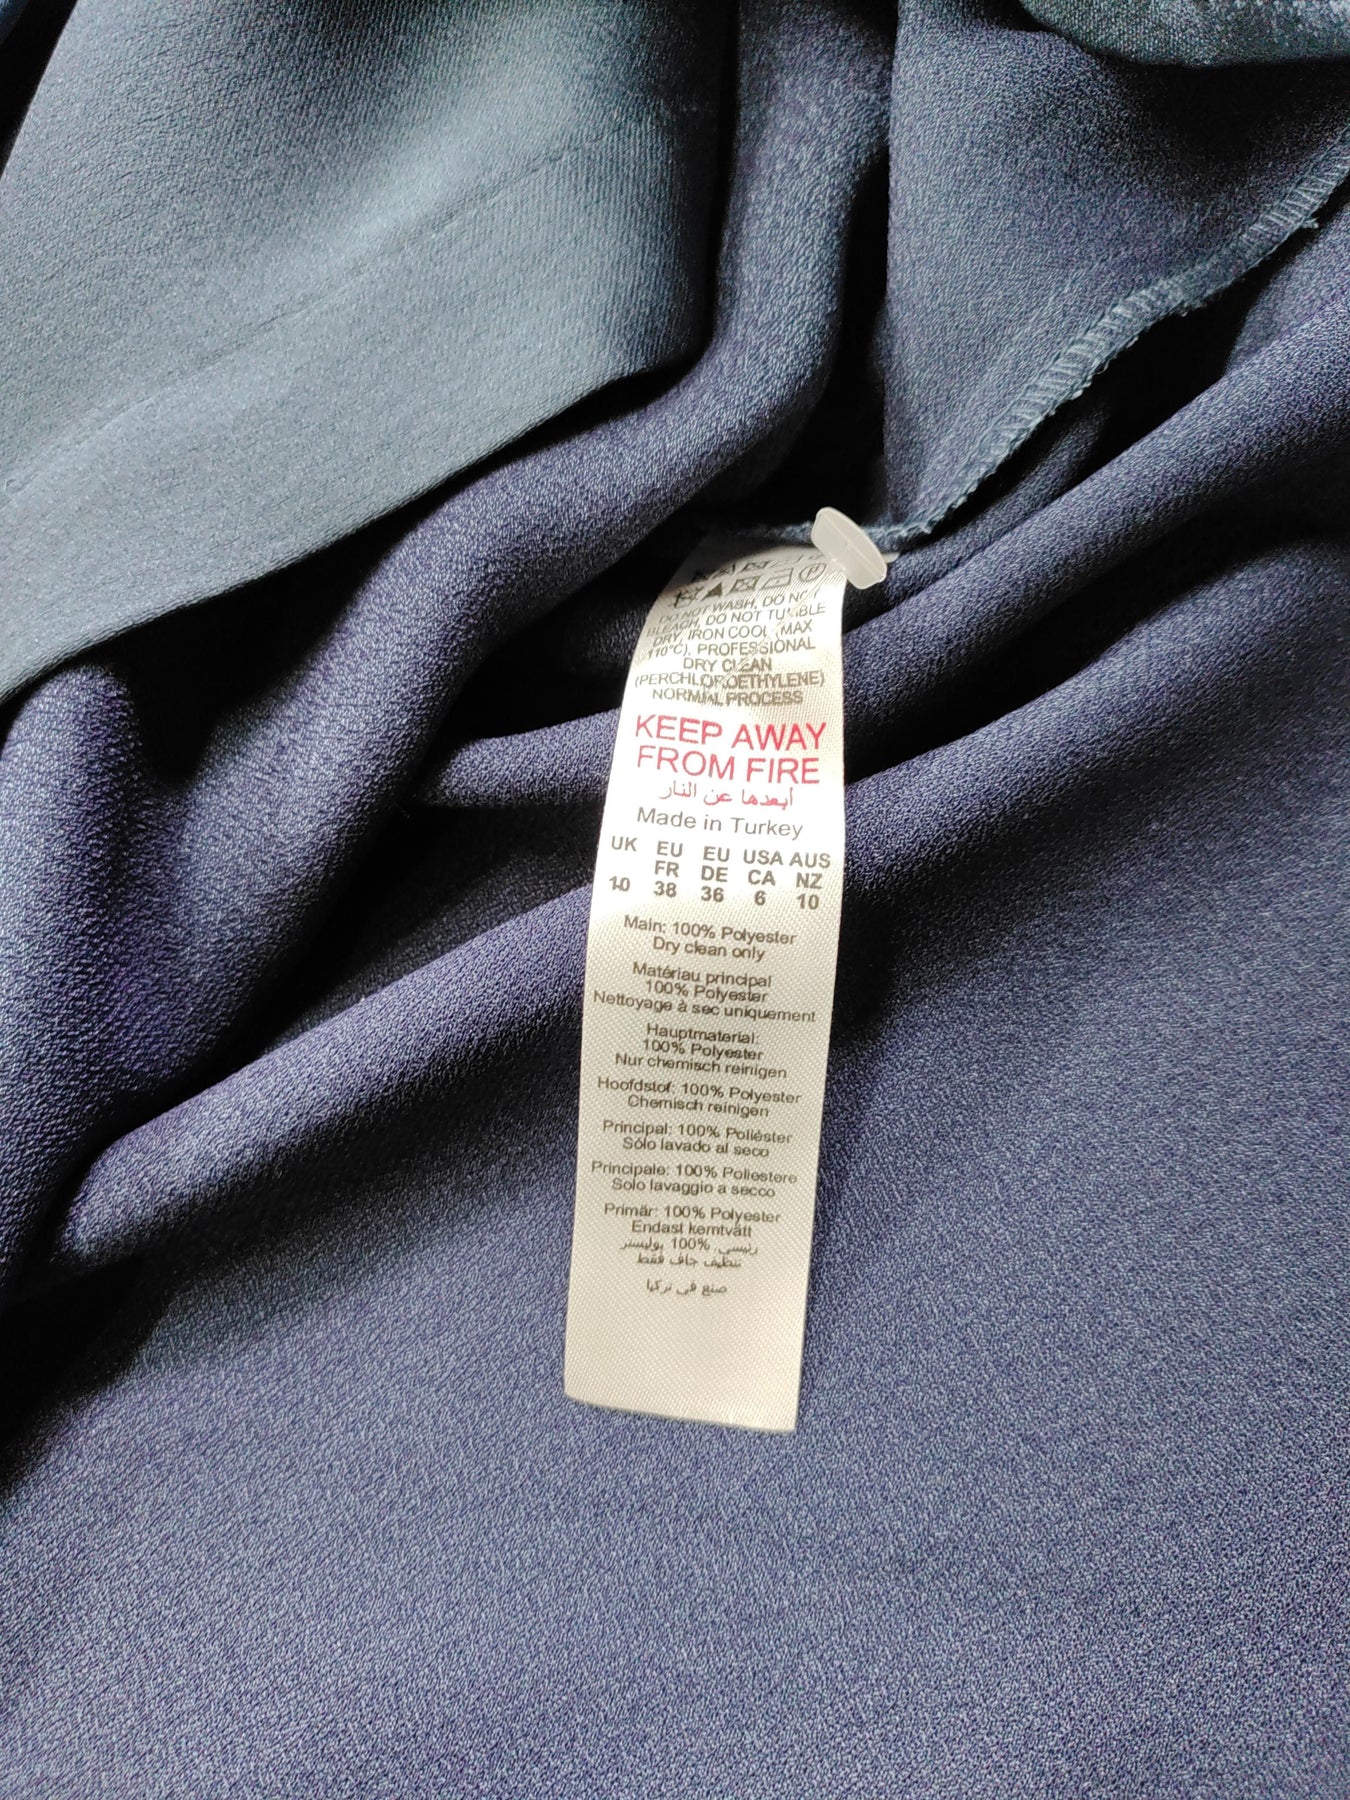 DO NOT WASH, DO NOT
BLEACH, DO NOT TUMBLE
DRY, IRON COOL (MAX
110°C), PROFESSIONAL
DRY CLEAN
(PERCHLOROETHYLENE)
NORMAL PROCESS
KEEP AWAY
FROM FIRE
أبعدها عن النار
Made in Turkey
UK EU EU USA AUS
FR DE CA NZ
10 38 36 6 10
Main: 100% Polyester
Dry clean only
Matériau principal
100% Polyester
Nettoyage à sec uniquement
Hauptmaterial:
100% Polyester
Nur chemisch reinigen
Hoofdstof: 100% Polyester
Chemisch reinigen
Principal: 100% Poliéster
Sólo lavado al seco
Principale: 100% Poliestere
Solo lavaggio a secco
Primär: 100% Polyester
Endast kemtvätt
رئيسي: 100% بوليستر
تنظيف جاف فقط
صنع في تركيا